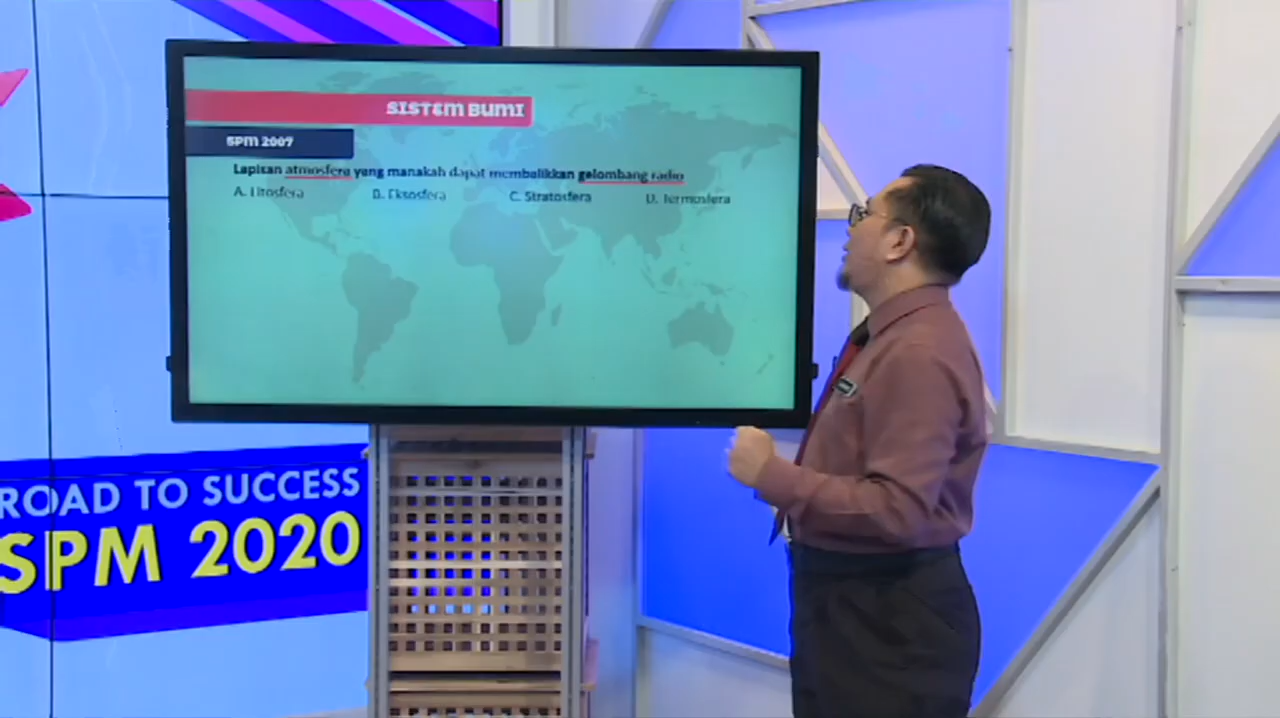 SISTEM BUMI
SPM 2007
Lapisan atmosfera yang manakah dapat membalikkan gelombang radio
A. Litosfera B. Eksosfera C. Stratosfera D. Termosfera
ROAD TO SUCCESS
SPM 2020